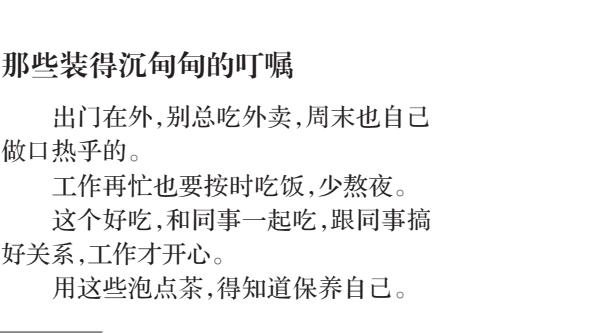 那些装得沉甸甸的叮嘱
出门在外,别总吃外卖,周末也自己
做口热乎的。
工作再忙也要按时吃饭,少熬夜。
这个好吃,和同事一起吃,跟同事搞
好关系,工作才开心。
用这些泡点茶,得知道保养自己。